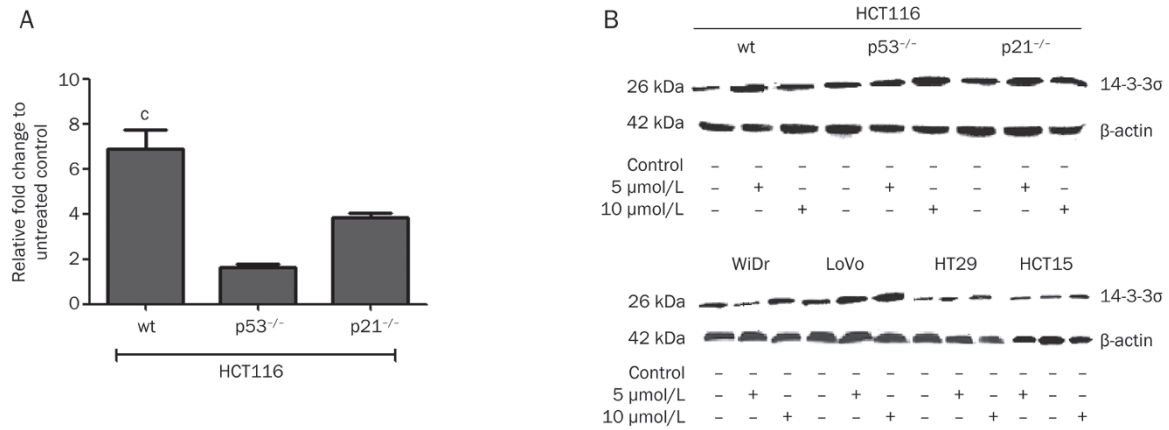 A
Relative fold change to
untreated control
10
8
6
4
2
0
c
wt p53⁻/⁻ p21⁻/⁻
HCT116
B
HCT116
wt p53⁻/⁻ p21⁻/⁻
26 kDa 14-3-3σ
42 kDa β-actin
Control – – – – – – – – –
5 μmol/L – + – – + – – + –
10 μmol/L – – + – – + – – +
WiDr LoVo HT29 HCT15
26 kDa 14-3-3σ
42 kDa β-actin
Control – – – – – – – – – – – –
5 μmol/L – + – – + – – + – + – –
10 μmol/L – – + – – + – – + – – +